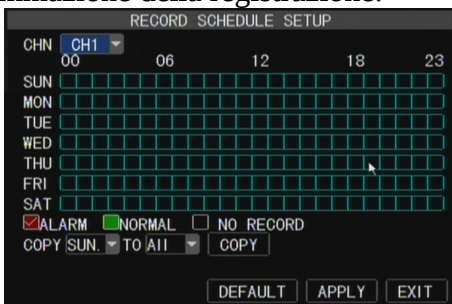 RECORD SCHEDULE SETUP
CHN CH1
00 06 12 18 23
SUN
MON
TUE
WED
THU
FRI
SAT
ALARM NORMAL NO RECORD
COPY SUN. TO All COPY
DEFAULT APPLY EXIT